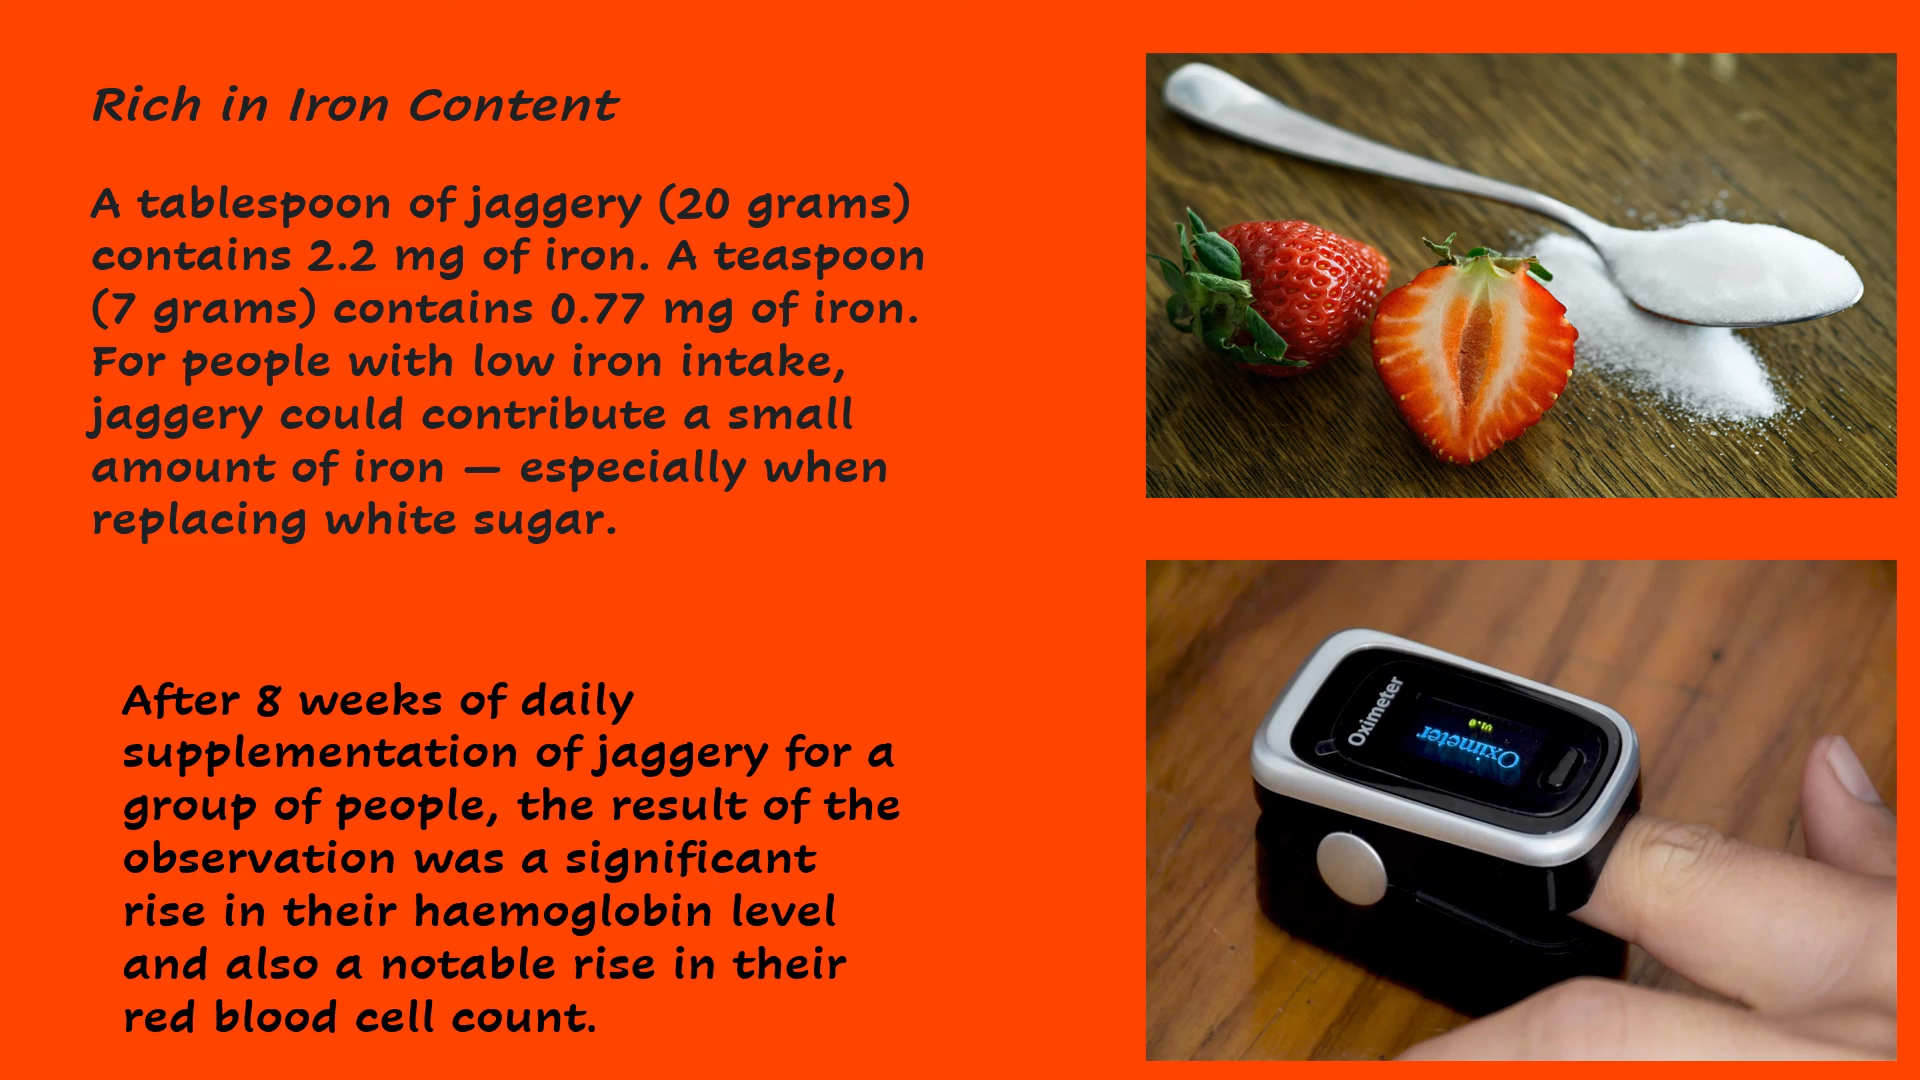 Rich in Iron Content
A tablespoon of jaggery (20 grams)
contains 2.2 mg of iron. A teaspoon
(7 grams) contains 0.77 mg of iron.
For people with low iron intake,
jaggery could contribute a small
amount of iron — especially when
replacing white sugar.
After 8 weeks of daily
supplementation of jaggery for a
group of people, the result of the
observation was a significant
rise in their haemoglobin level
and also a notable rise in their
red blood cell count.
Oximeter
Oximeter
V1.0